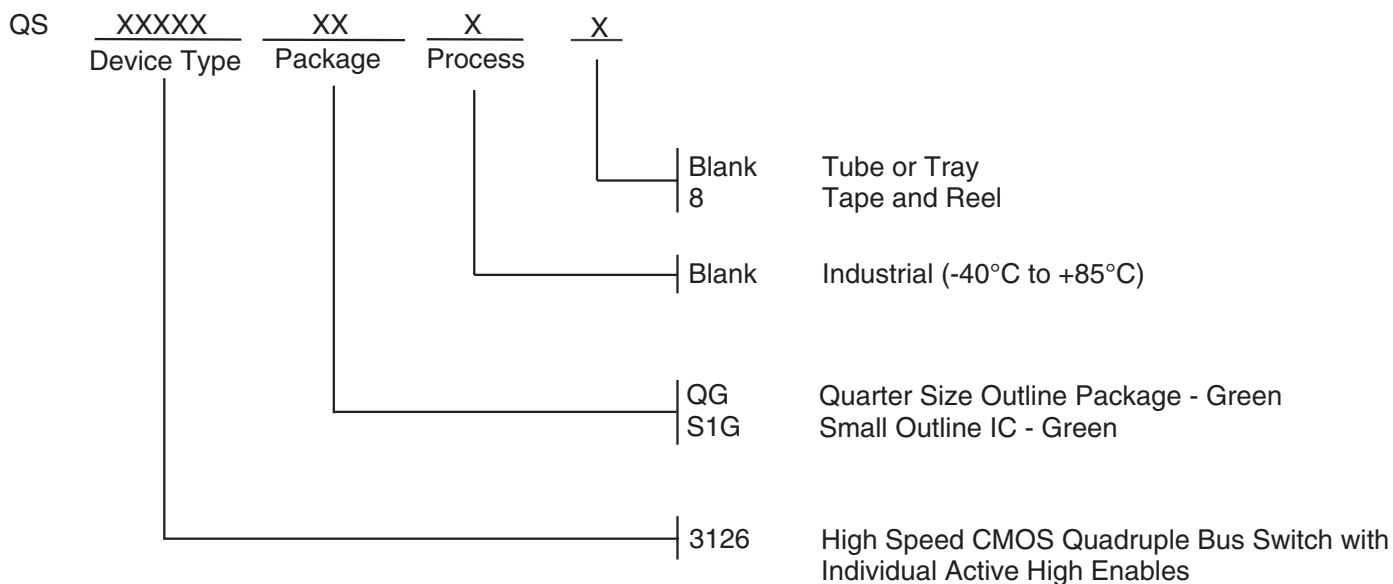 QS XXXXX XX X X
Device Type Package Process
Blank Tube or Tray
8 Tape and Reel
Blank Industrial (-40°C to +85°C)
QG Quarter Size Outline Package - Green
S1G Small Outline IC - Green
3126 High Speed CMOS Quadruple Bus Switch with
Individual Active High Enables